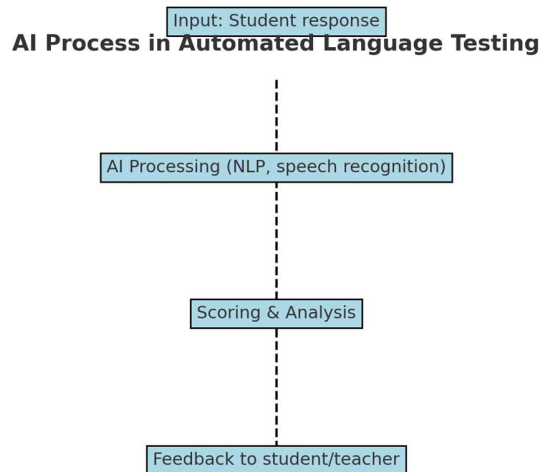 Input: Student response
AI Process in Automated Language Testing
AI Processing (NLP, speech recognition)
Scoring & Analysis
Feedback to student/teacher